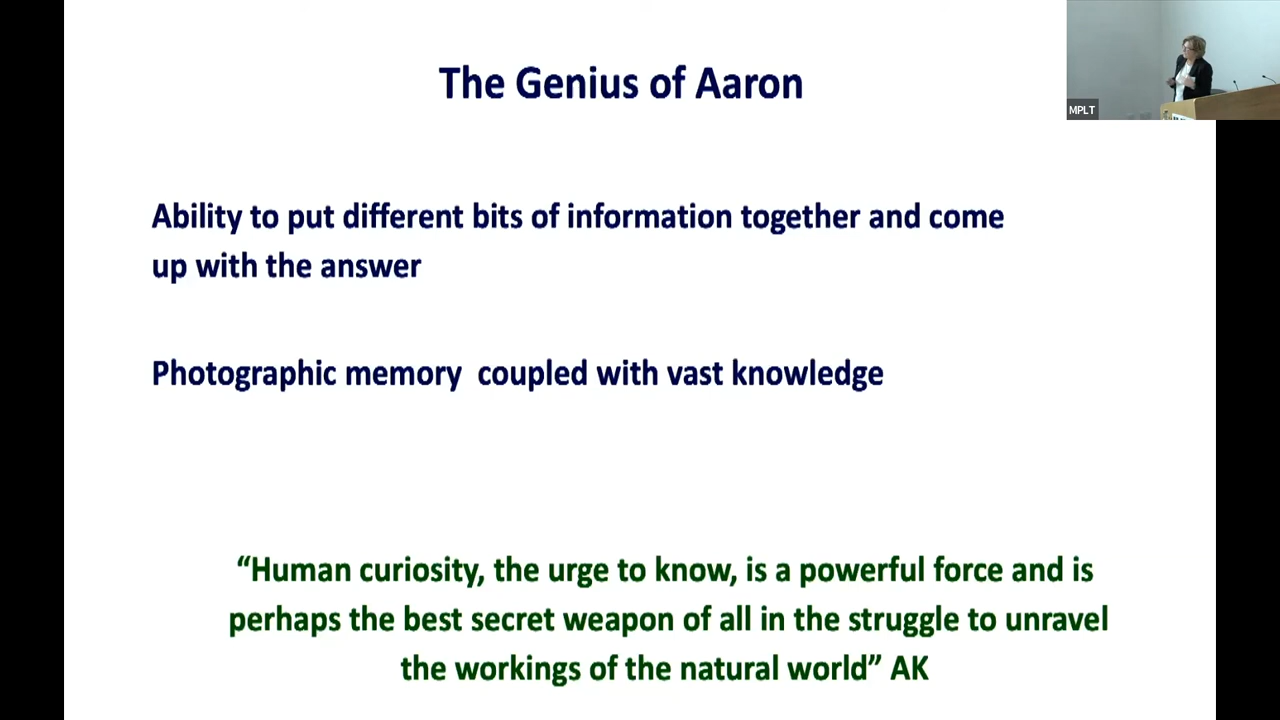 The Genius of Aaron
MPLT
Ability to put different bits of information together and come
up with the answer
Photographic memory coupled with vast knowledge
“Human curiosity, the urge to know, is a powerful force and is
perhaps the best secret weapon of all in the struggle to unravel
the workings of the natural world” AK